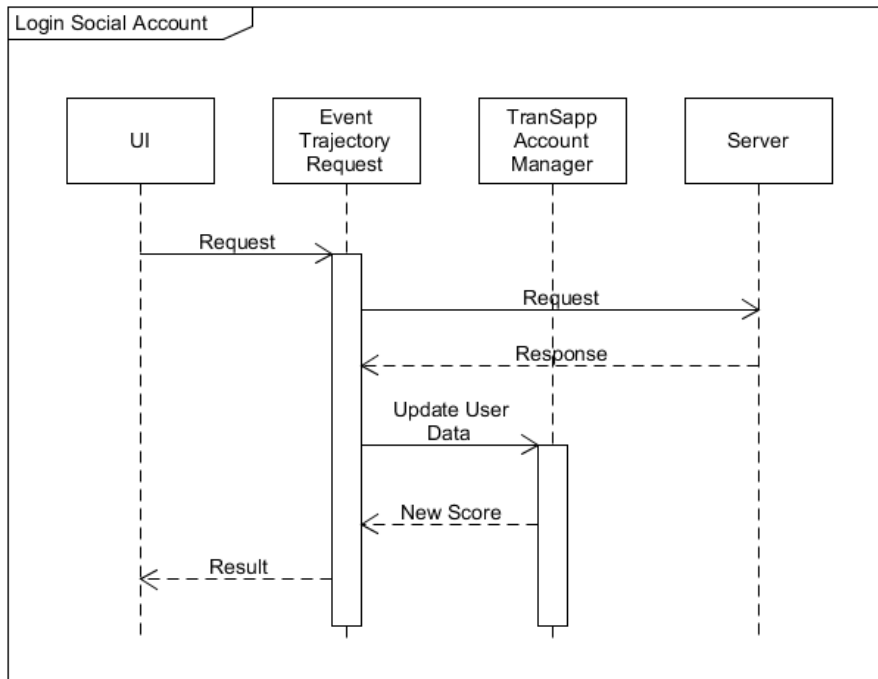 Login Social Account
UI
Event
Trajectory
Request
TranSapp
Account
Manager
Server
Request
Request
Response
Update User
Data
New Score
Result